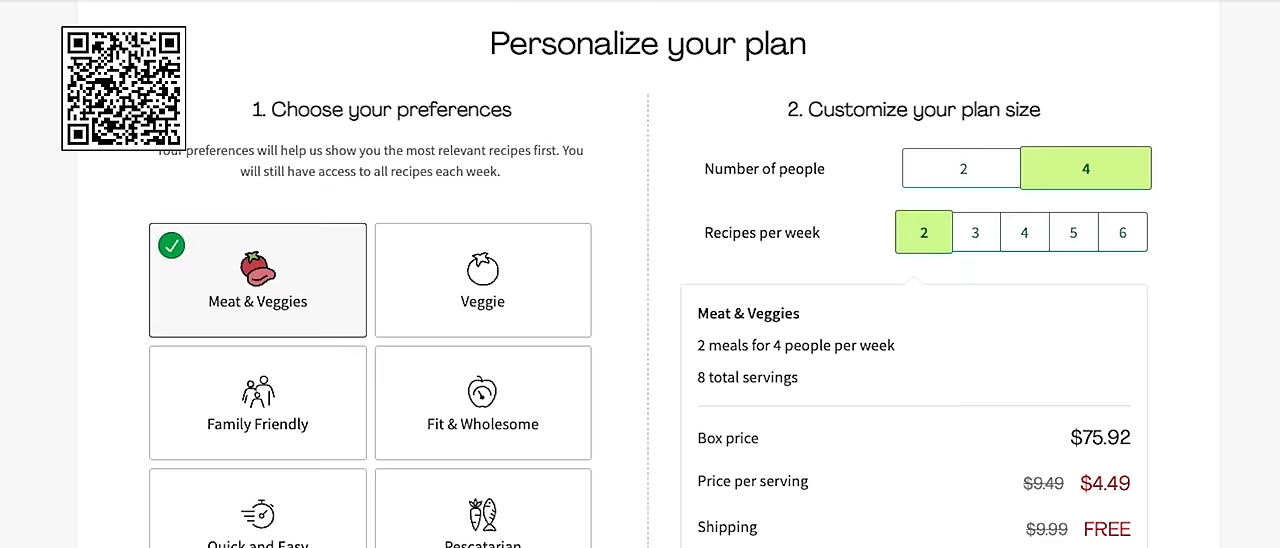 Personalize your plan
1. Choose your preferences
Your preferences will help us show you the most relevant recipes first. You
will still have access to all recipes each week.
Meat & Veggies
Veggie
Family Friendly
Fit & Wholesome
Quick and Easy
Pescatarian
2. Customize your plan size
Number of people
2
4
Recipes per week
2
3
4
5
6
Meat & Veggies
2 meals for 4 people per week
8 total servings
Box price
$75.92
Price per serving
$9.49 $4.49
Shipping
$9.99 FREE